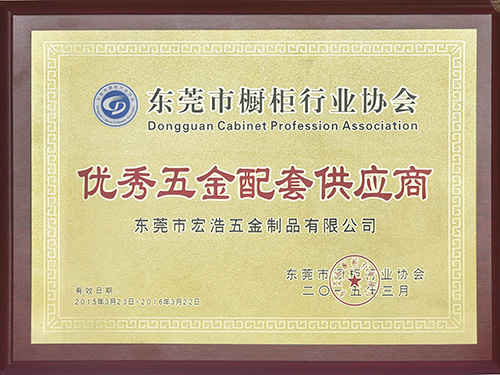 东莞市橱柜行业协会
Dongguan Cabinet Profession Association
优秀五金配套供应商
东莞市宏浩五金制品有限公司
东莞市橱柜行业协会
二〇一五年三月
有效日期:
2015年3月23日-2016年3月22日